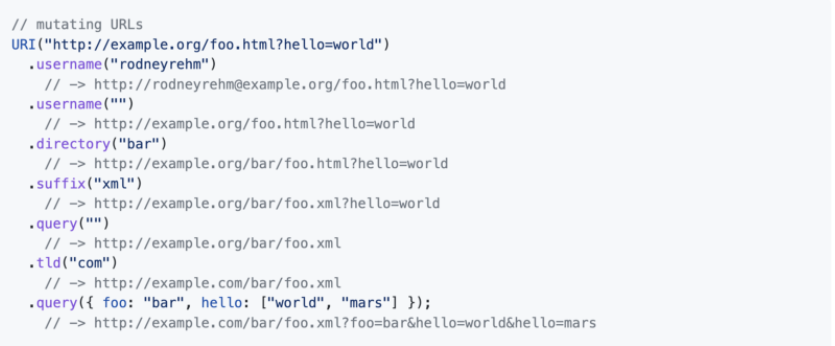 // mutating URLs
URI("http://example.org/foo.html?hello=world")
  .username("rodneyrehm")
    // -> http://rodneyrehm@example.org/foo.html?hello=world
  .username("")
    // -> http://example.org/foo.html?hello=world
  .directory("bar")
    // -> http://example.org/bar/foo.html?hello=world
  .suffix("xml")
    // -> http://example.org/bar/foo.xml?hello=world
  .query("")
    // -> http://example.org/bar/foo.xml
  .tld("com")
    // -> http://example.com/bar/foo.xml
  .query({ foo: "bar", hello: ["world", "mars"] });
    // -> http://example.com/bar/foo.xml?foo=bar&hello=world&hello=mars